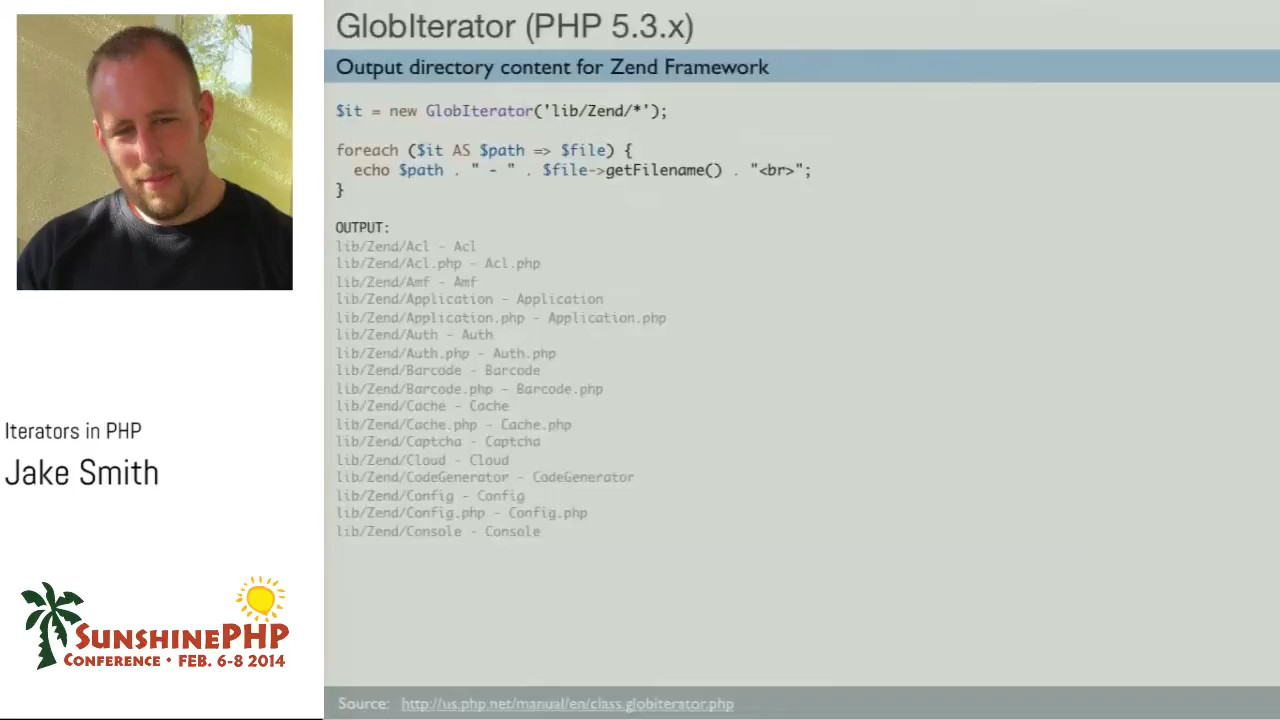 GlobIterator (PHP 5.3.x)
Output directory content for Zend Framework
$it = new GlobIterator('lib/Zend/*');
foreach ($it AS $path => $file) {
echo $path . " - " . $file->getFilename() . "<br>";
}
OUTPUT:
lib/Zend/Acl - Acl
lib/Zend/Acl.php - Acl.php
lib/Zend/Amf - Amf
lib/Zend/Application - Application
lib/Zend/Application.php - Application.php
lib/Zend/Auth - Auth
lib/Zend/Auth.php - Auth.php
lib/Zend/Barcode - Barcode
lib/Zend/Barcode.php - Barcode.php
lib/Zend/Cache - Cache
lib/Zend/Cache.php - Cache.php
lib/Zend/Captcha - Captcha
lib/Zend/Cloud - Cloud
lib/Zend/CodeGenerator - CodeGenerator
lib/Zend/Config - Config
lib/Zend/Config.php - Config.php
lib/Zend/Console - Console
Source: http://us.php.net/manual/en/class.globiterator.php
Iterators in PHP
Jake Smith
SUNSHINEPHP
CONFERENCE • FEB. 6-8 2014